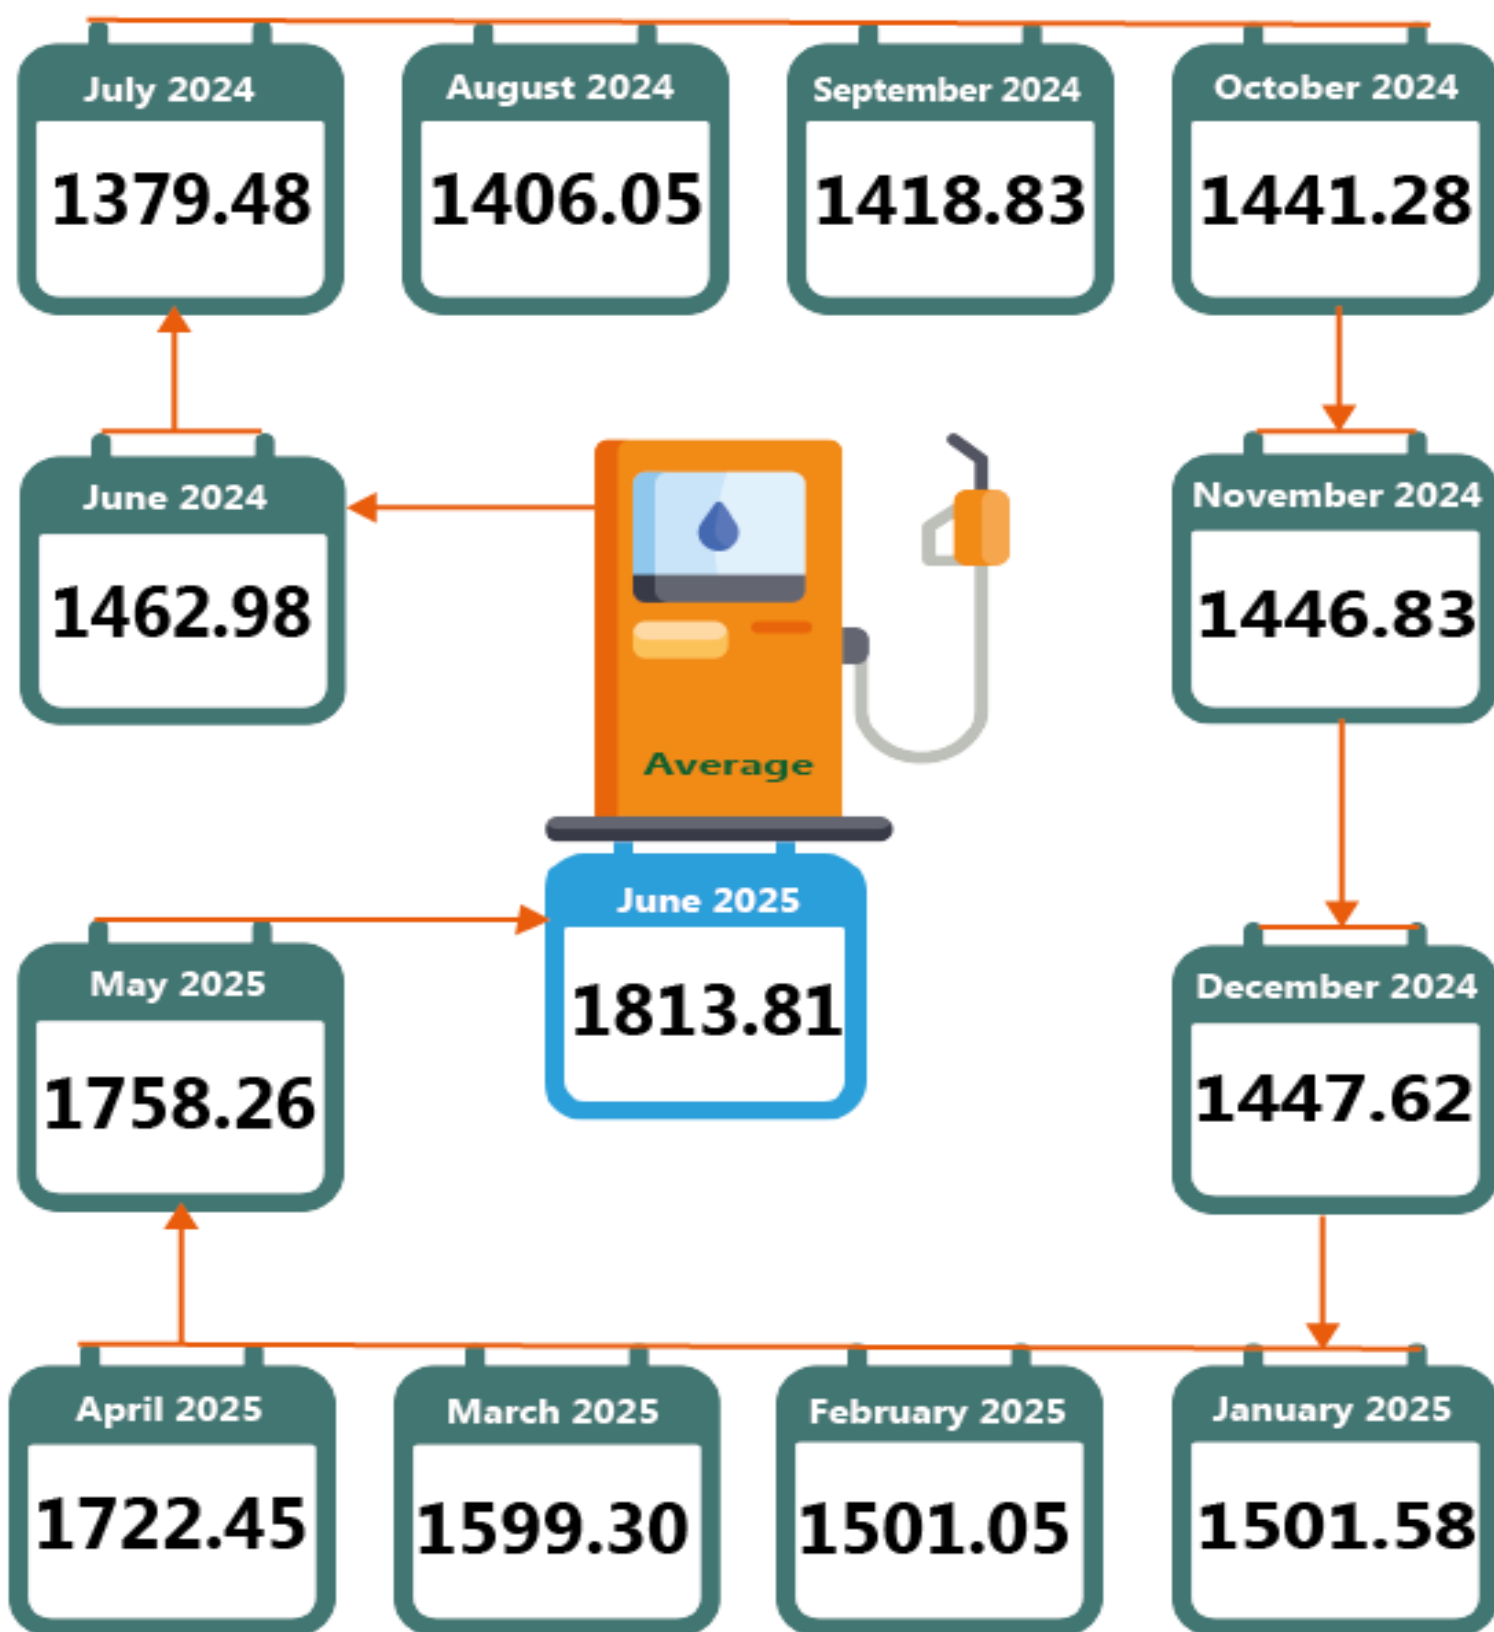 July 2024
1379.48
August 2024
1406.05
September 2024
1418.83
October 2024
1441.28
June 2024
1462.98
November 2024
1446.83
Average
June 2025
1813.81
May 2025
1758.26
December 2024
1447.62
April 2025
1722.45
March 2025
1599.30
February 2025
1501.05
January 2025
1501.58